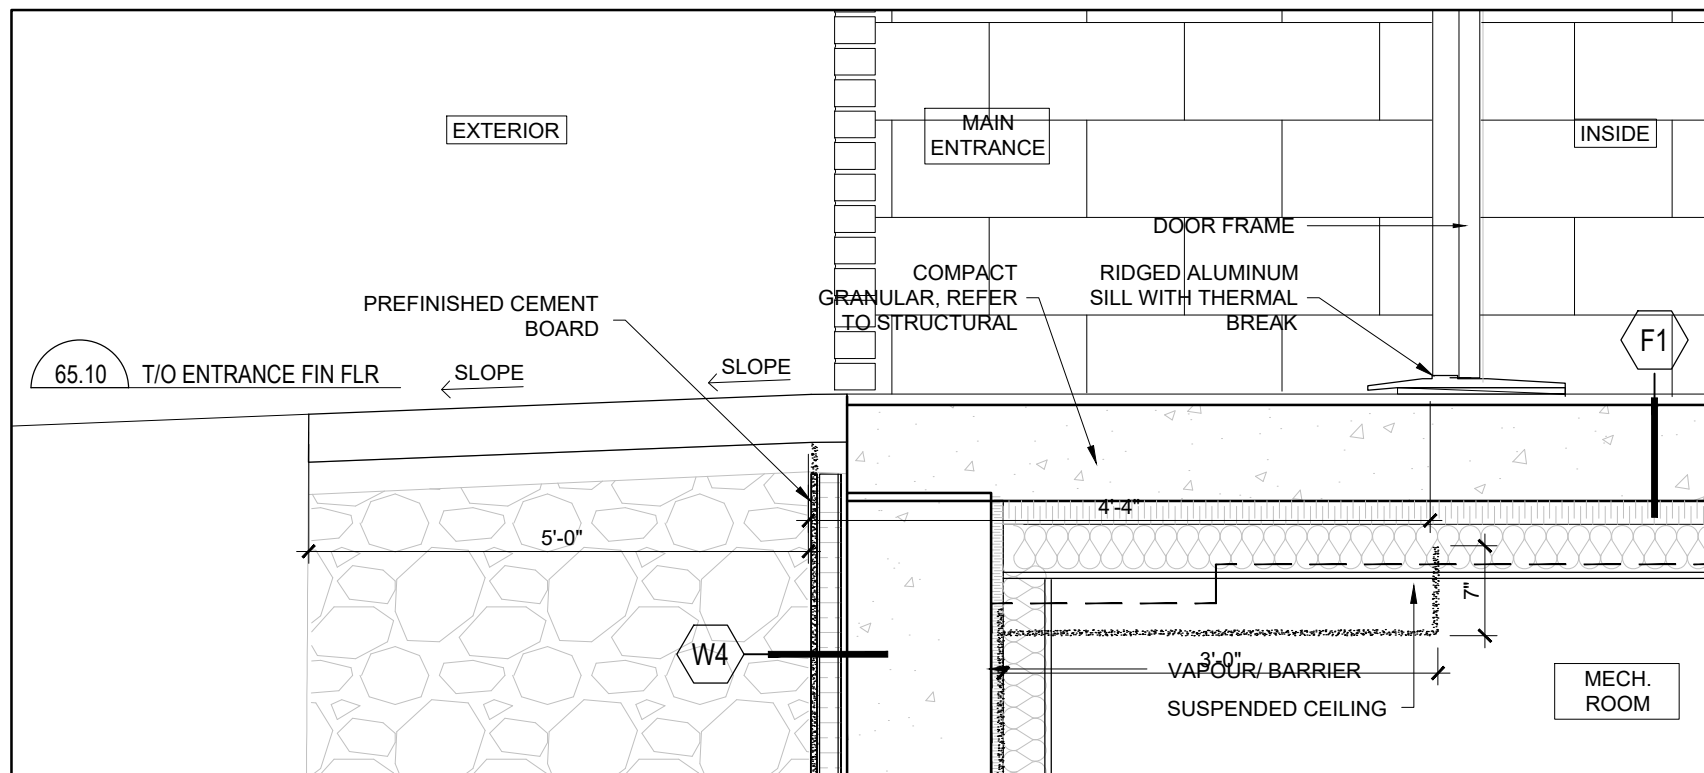 EXTERIOR
MAIN
ENTRANCE
INSIDE
DOOR FRAME
COMPACT
GRANULAR, REFER
TO STRUCTURAL
RIDGED ALUMINUM
SILL WITH THERMAL
BREAK
PREFINISHED CEMENT
BOARD
F1
65.10 T/O ENTRANCE FIN FLR
SLOPE
SLOPE
4'-4"
5'-0"
7"
W4
3'-0"
VAPOUR/ BARRIER
SUSPENDED CEILING
MECH.
ROOM